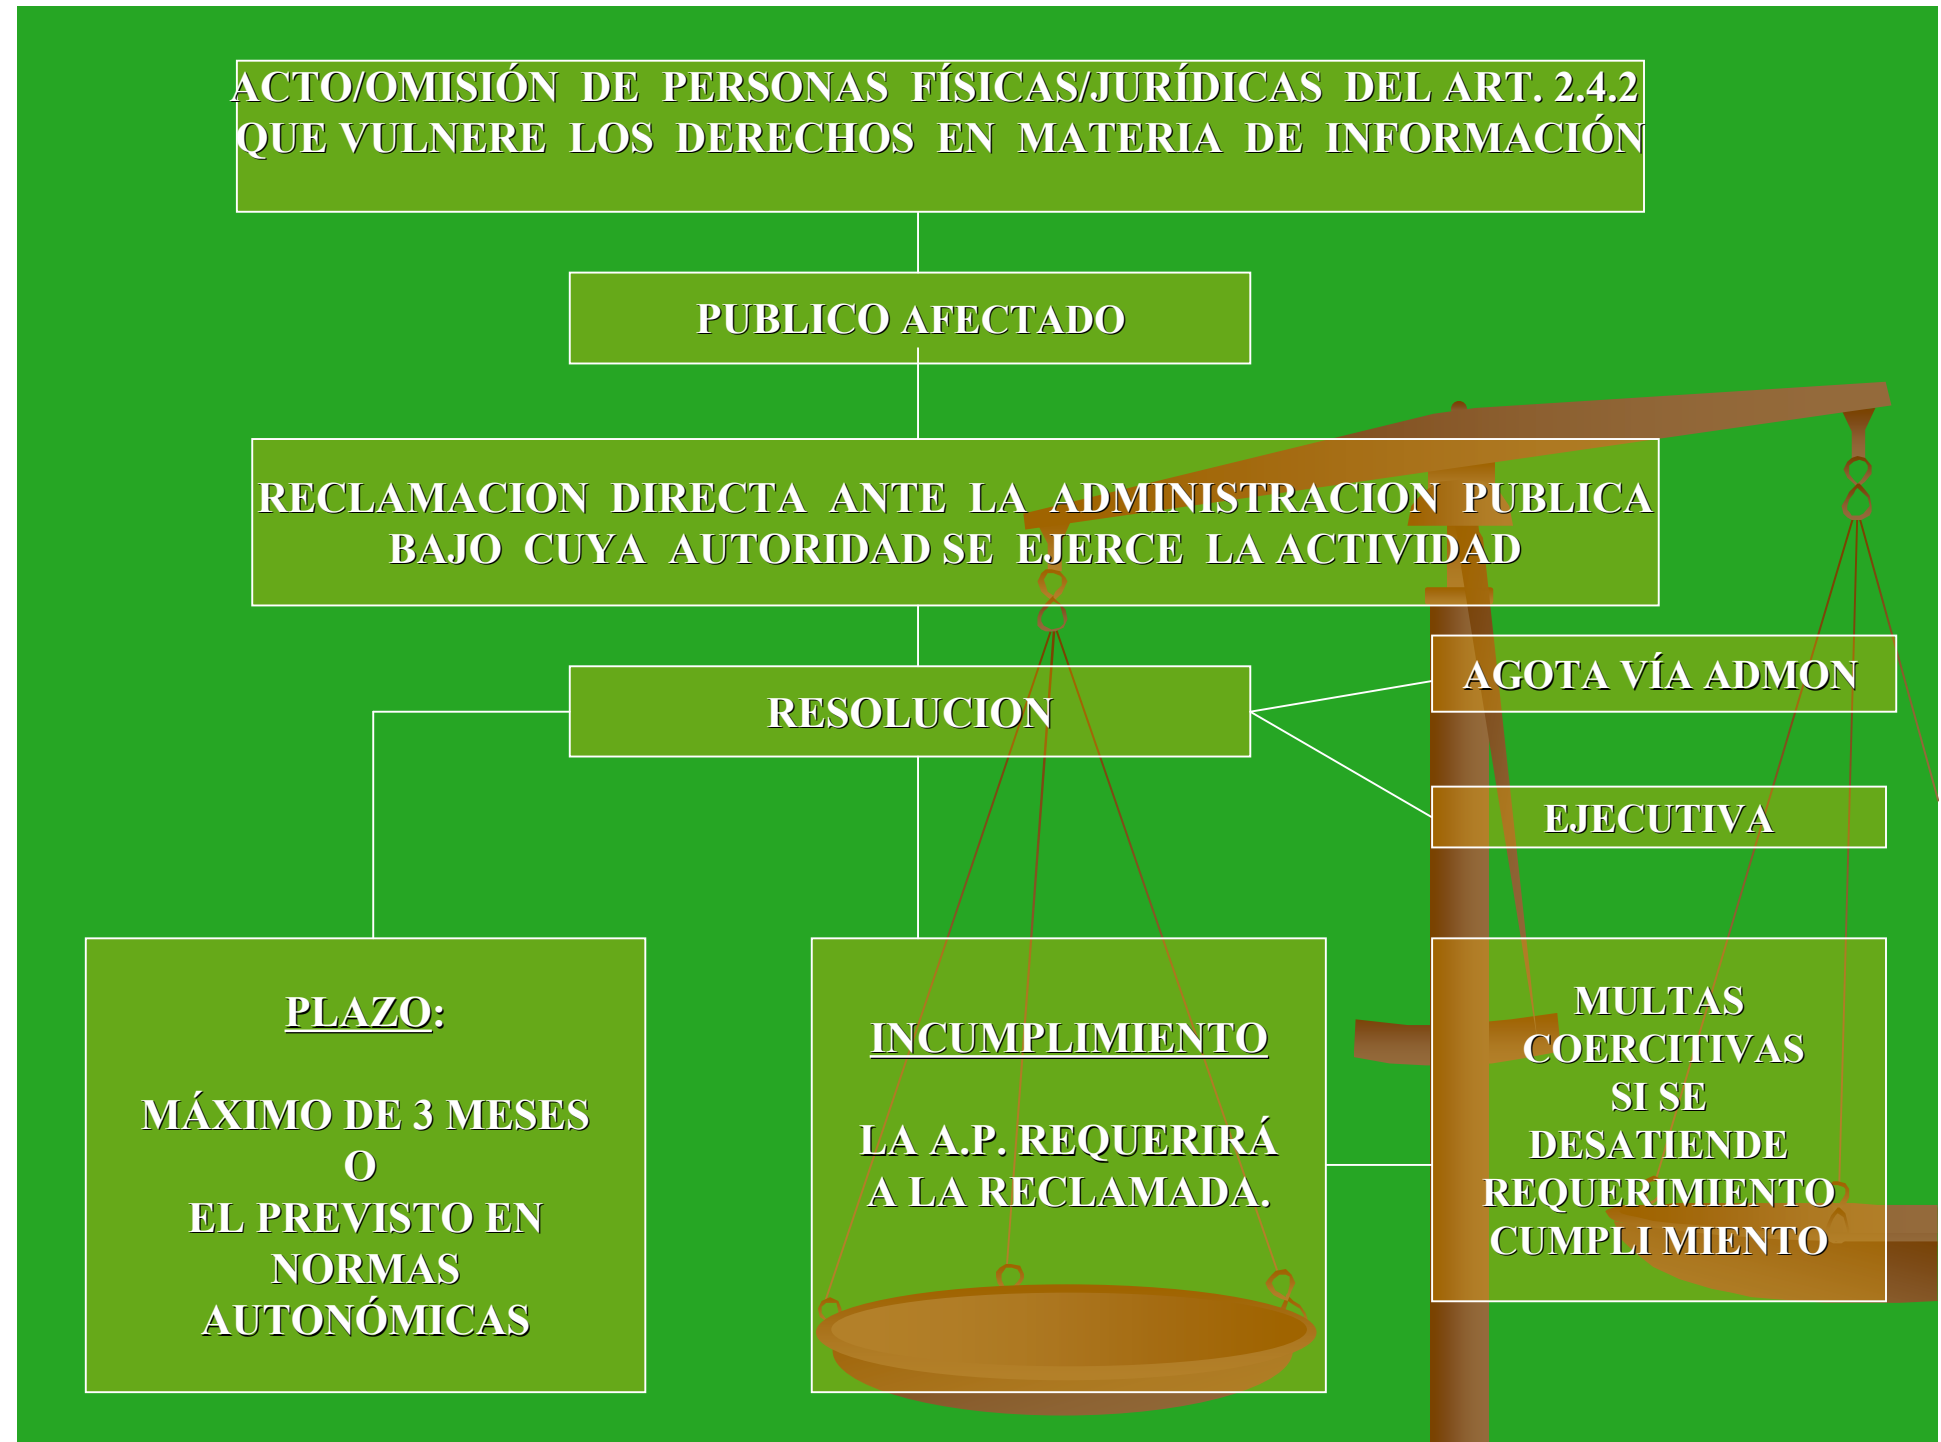 ACTO/OMISIÓN DE PERSONAS FÍSICAS/JURÍDICAS DEL ART. 2.4.2
QUE VULNERE LOS DERECHOS EN MATERIA DE INFORMACIÓN
PUBLICO AFECTADO
RECLAMACION DIRECTA ANTE LA ADMINISTRACION PUBLICA
BAJO CUYA AUTORIDAD SE EJERCE LA ACTIVIDAD
RESOLUCION
AGOTA VÍA ADMON
EJECUTIVA
PLAZO:
MÁXIMO DE 3 MESES
O
EL PREVISTO EN
NORMAS
AUTONÓMICAS
INCUMPLIMIENTO
LA A.P. REQUERIRÁ
A LA RECLAMADA.
MULTAS
COERCITIVAS
SI SE
DESATIENDE
REQUERIMIENTO
CUMPLI MIENTO